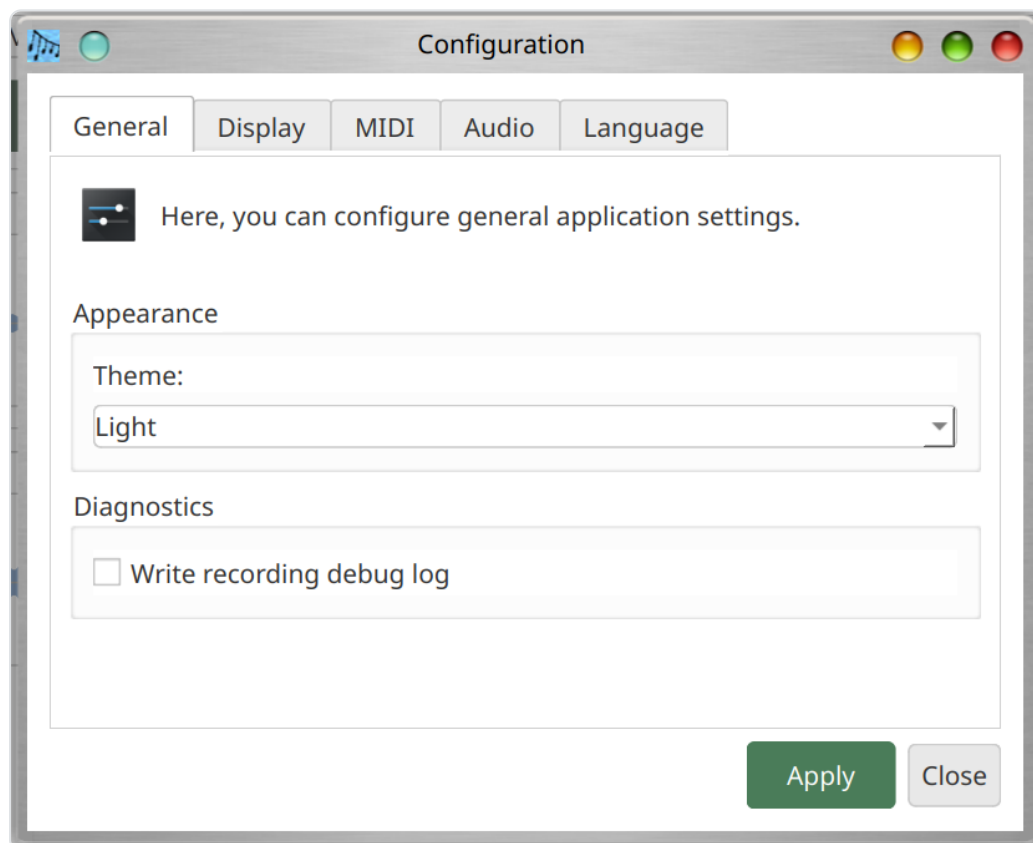 Configuration
General Display MIDI Audio Language
Here, you can configure general application settings.
Appearance
Theme:
Light
Diagnostics
Write recording debug log
Apply Close